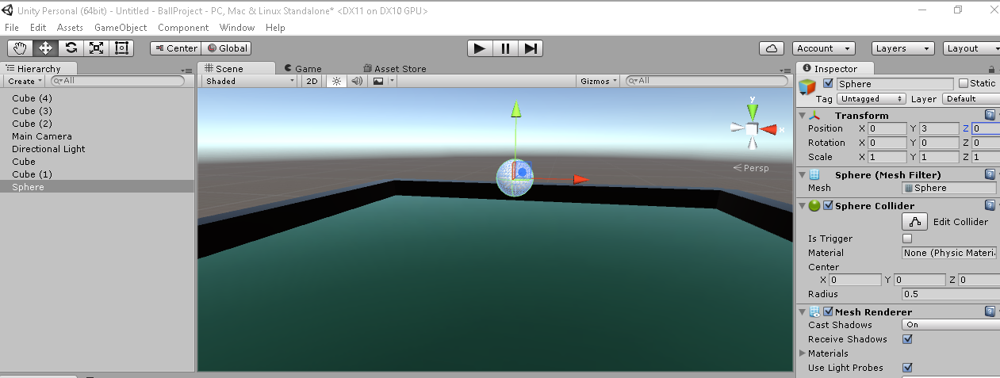 Unity Personal (64bit) - Untitled - BallProject - PC, Mac & Linux Standalone* <DX11 on DX10 GPU>
File Edit Assets GameObject Component Window Help
Center Global Account Layers Layout
Hierarchy
Create All
Cube (4)
Cube (3)
Cube (2)
Main Camera
Directional Light
Cube
Cube (1)
Sphere
Scene Game Asset Store
Shaded 2D Gizmos All
y
x
Persp
Inspector
Sphere Static
Tag Untagged Layer Default
Transform
Position X 0 Y 3 Z 0
Rotation X 0 Y 0 Z 0
Scale X 1 Y 1 Z 1
Sphere (Mesh Filter)
Mesh Sphere
Sphere Collider
Edit Collider
Is Trigger
Material None (Physic Materi
Center
X 0 Y 0 Z 0
Radius 0.5
Mesh Renderer
Cast Shadows On
Receive Shadows
Materials
Use Light Probes